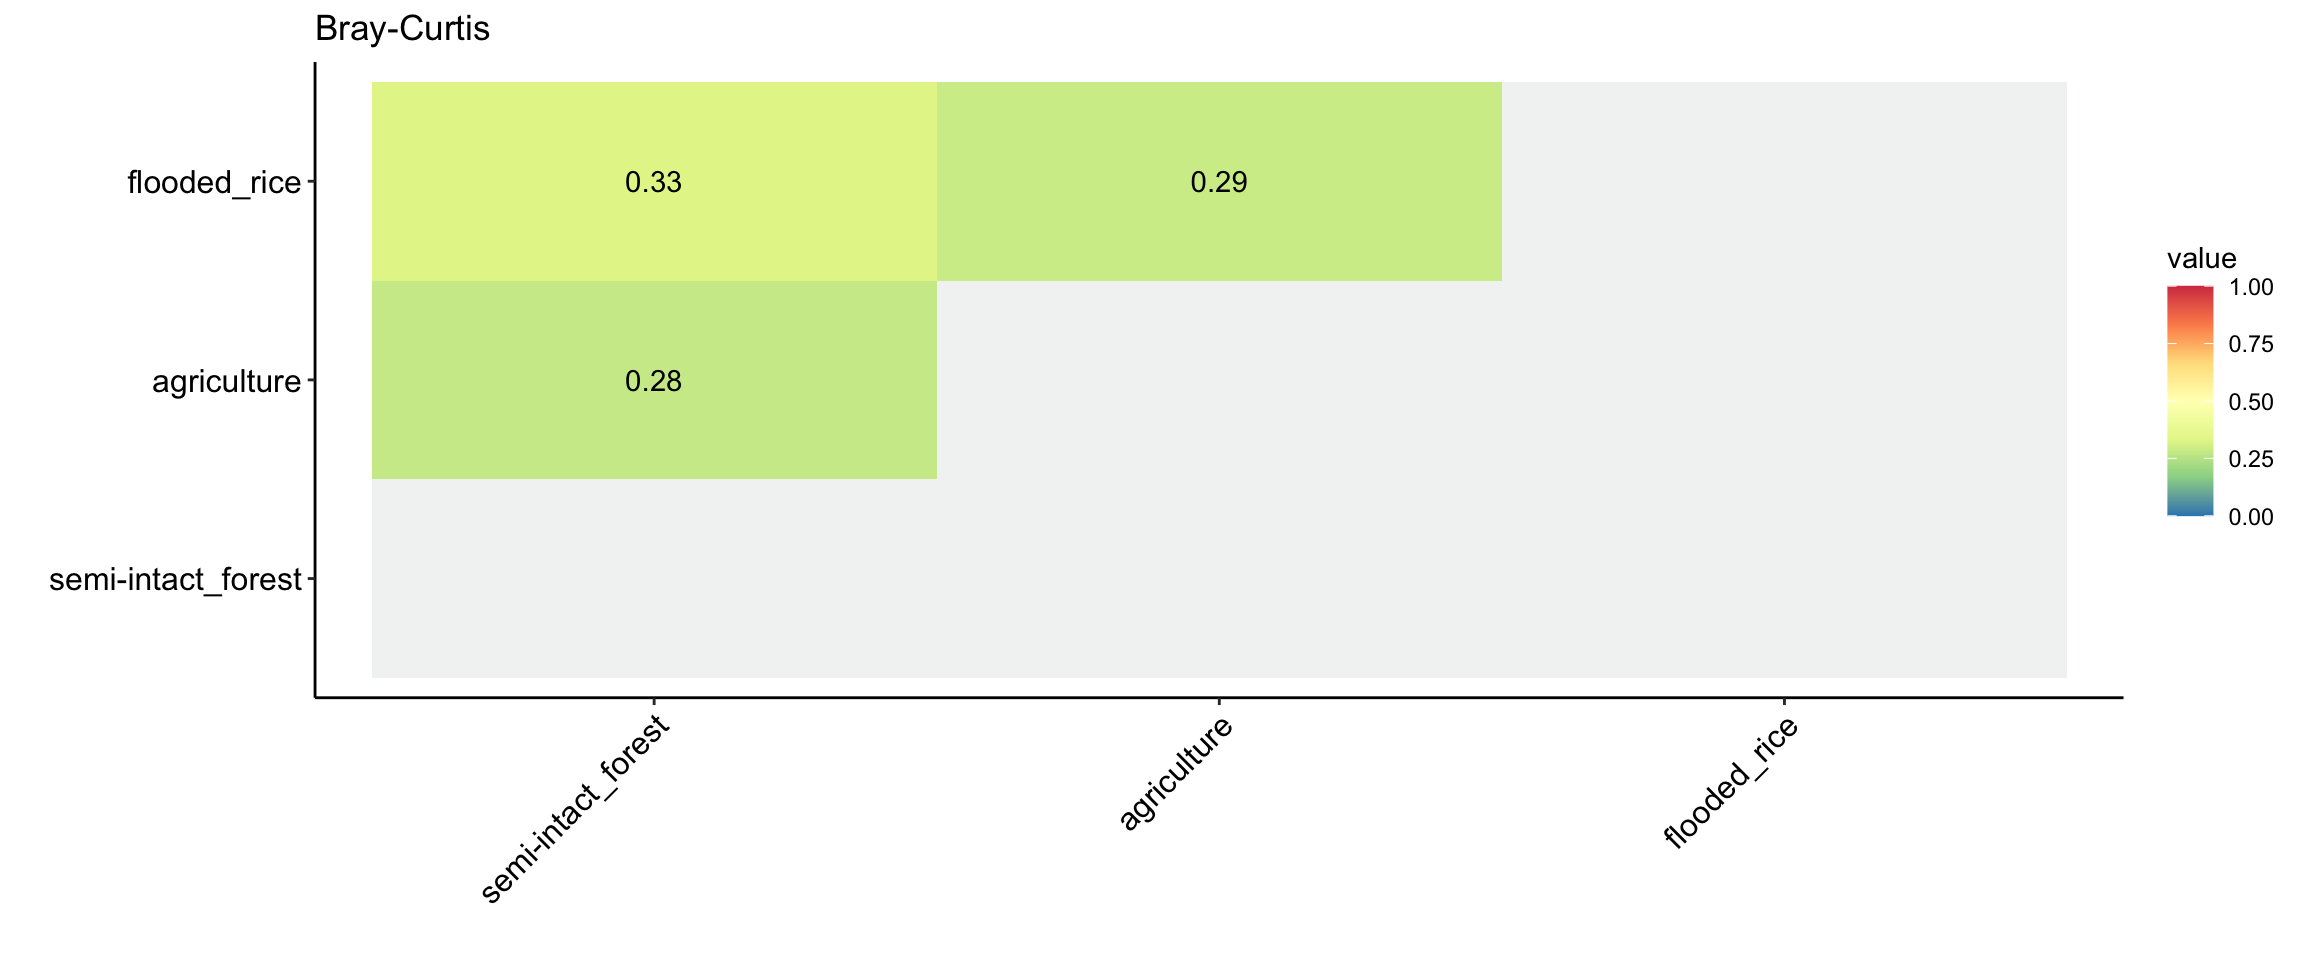 Bray-Curtis
flooded_rice
0.33
0.29
agriculture
0.28
semi-intact_forest
semi-intact_forest
agriculture
flooded_rice
value
1.00
0.75
0.50
0.25
0.00